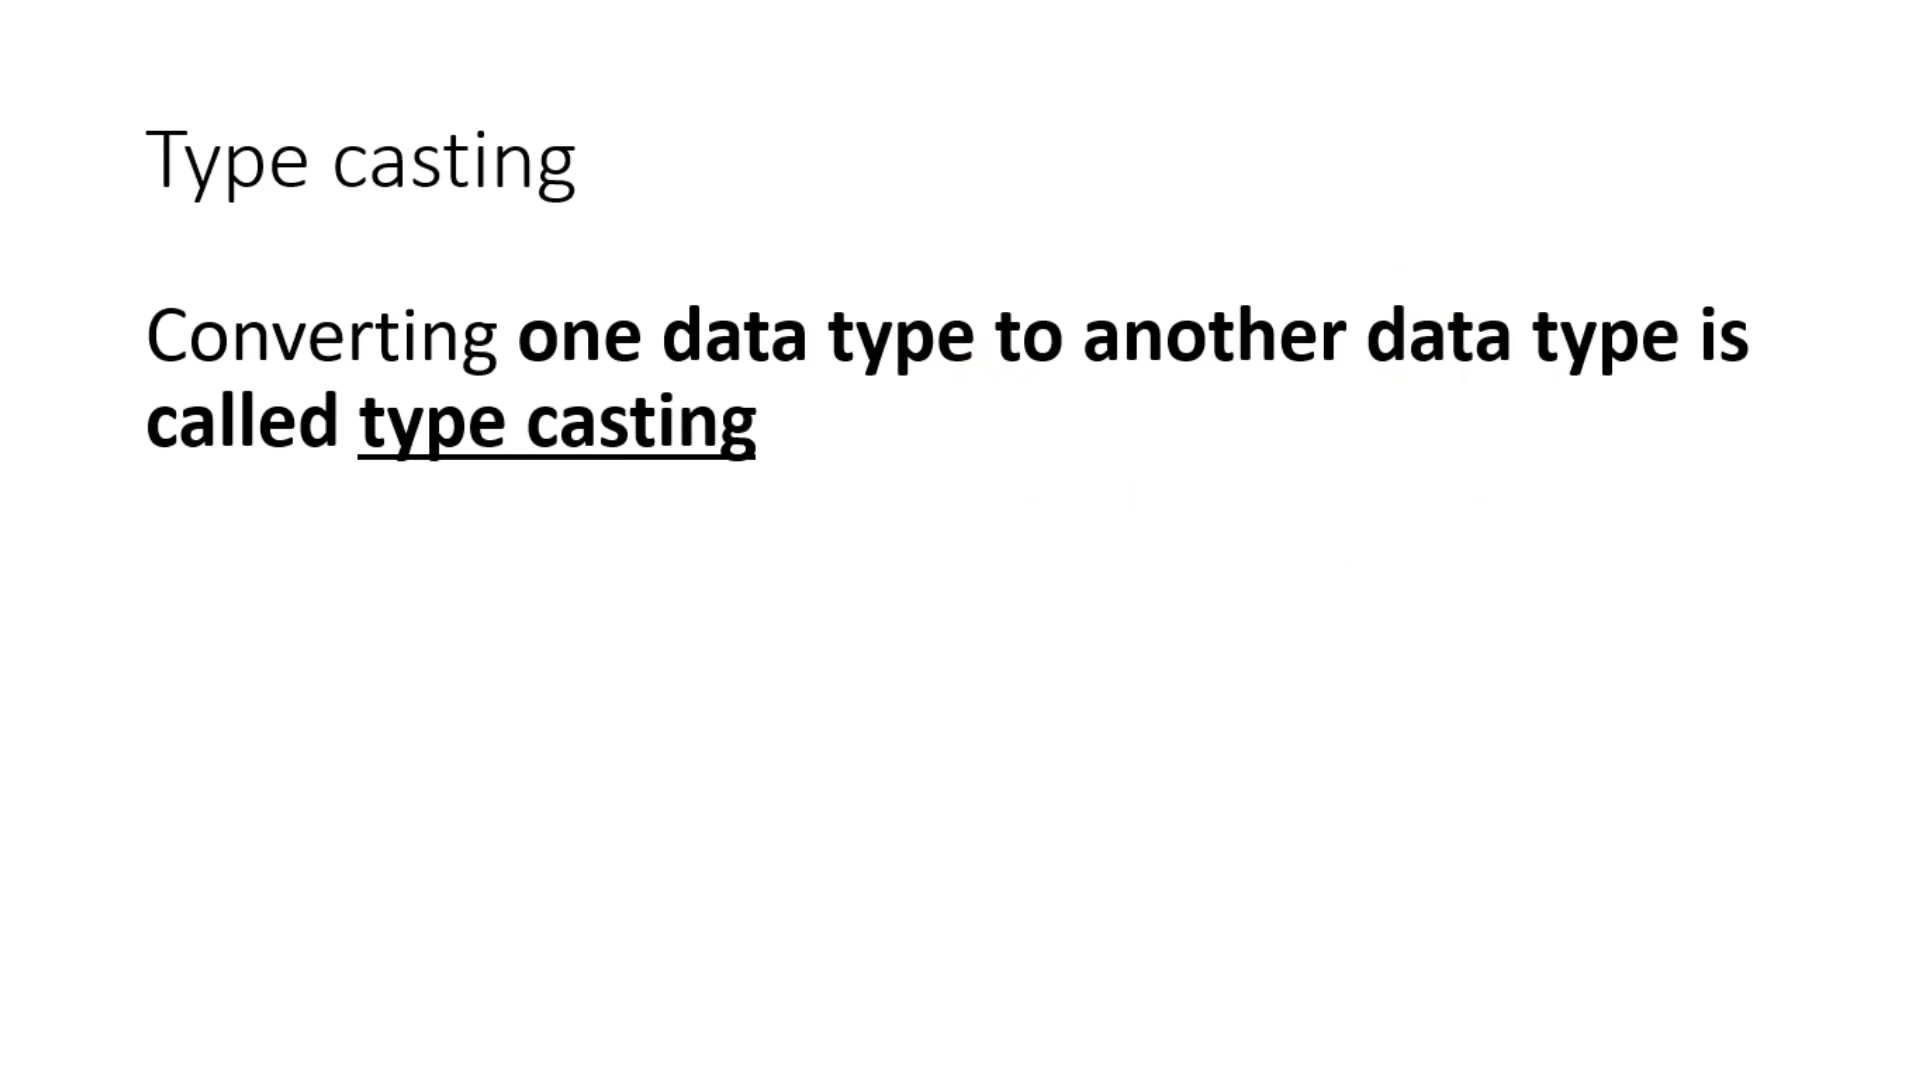 Type casting
Converting one data type to another data type is
called type casting